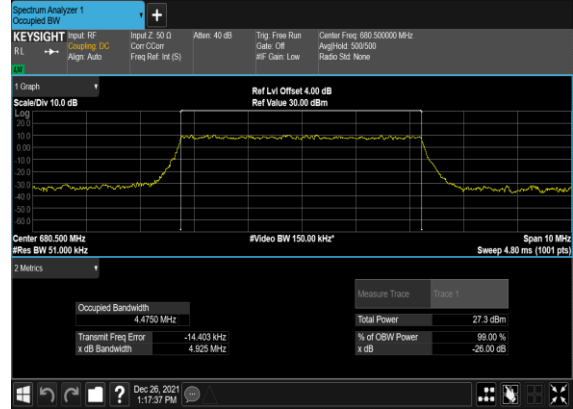 Spectrum Analyzer 1
Occupied BW
+
KEYSIGHT Input: RF Input Z: 50 Ω Atten: 40 dB Trig: Free Run Center Freq: 680.500000 MHz
RL Coupling: DC Corr CCorr Gate: Off Avg|Hold: 500/500
Align: Auto Freq Ref: Int (S) #IF Gain: Low Radio Std: None
LM
1 Graph
Ref Lvl Offset 4.00 dB
Scale/Div 10.0 dB Ref Value 30.00 dBm
Log
20.0
10.0
0.00
-10.0
-20.0
-30.0
-40.0
-50.0
-60.0
Center 680.500 MHz #Video BW 150.00 kHz* Span 10 MHz
#Res BW 51.000 kHz Sweep 4.80 ms (1001 pts)
2 Metrics
Measure Trace Trace 1
Occupied Bandwidth
4.4750 MHz Total Power 27.3 dBm
Transmit Freq Error -14.403 kHz % of OBW Power 99.00 %
x dB Bandwidth 4.925 MHz x dB -26.00 dB
? Dec 26, 2021
1:17:37 PM